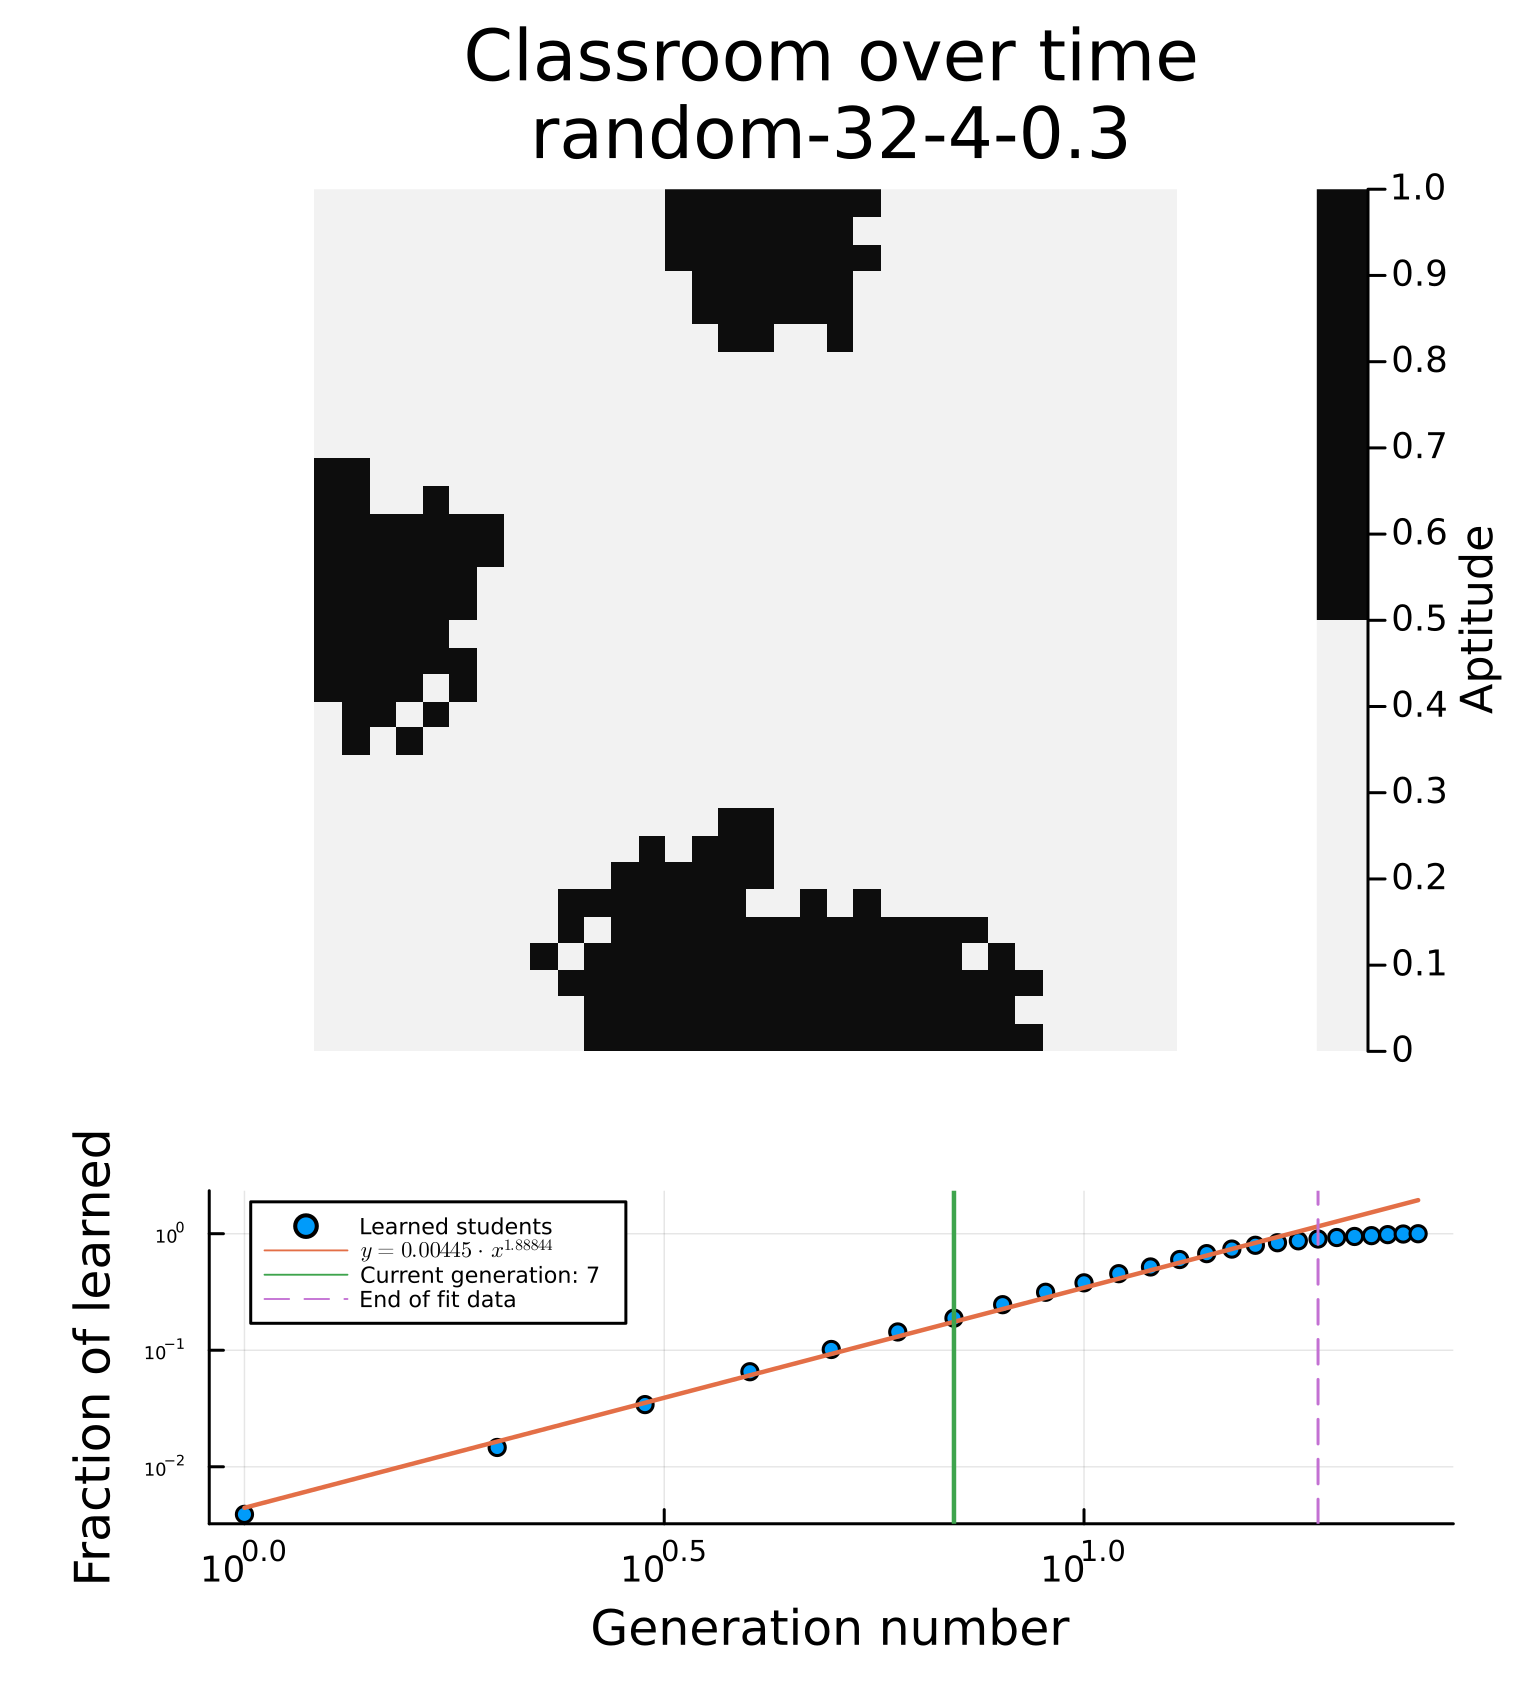 Classroom over time
random-32-4-0.3
1.0
0.9
0.8
0.7
0.6
0.5
0.4
0.3
0.2
0.1
0
Aptitude
Fraction of learned
10⁰
10⁻¹
10⁻²
Learned students
y = 0.00445 · x^1.88844
Current generation: 7
End of fit data
10^0.0
10^0.5
10^1.0
Generation number